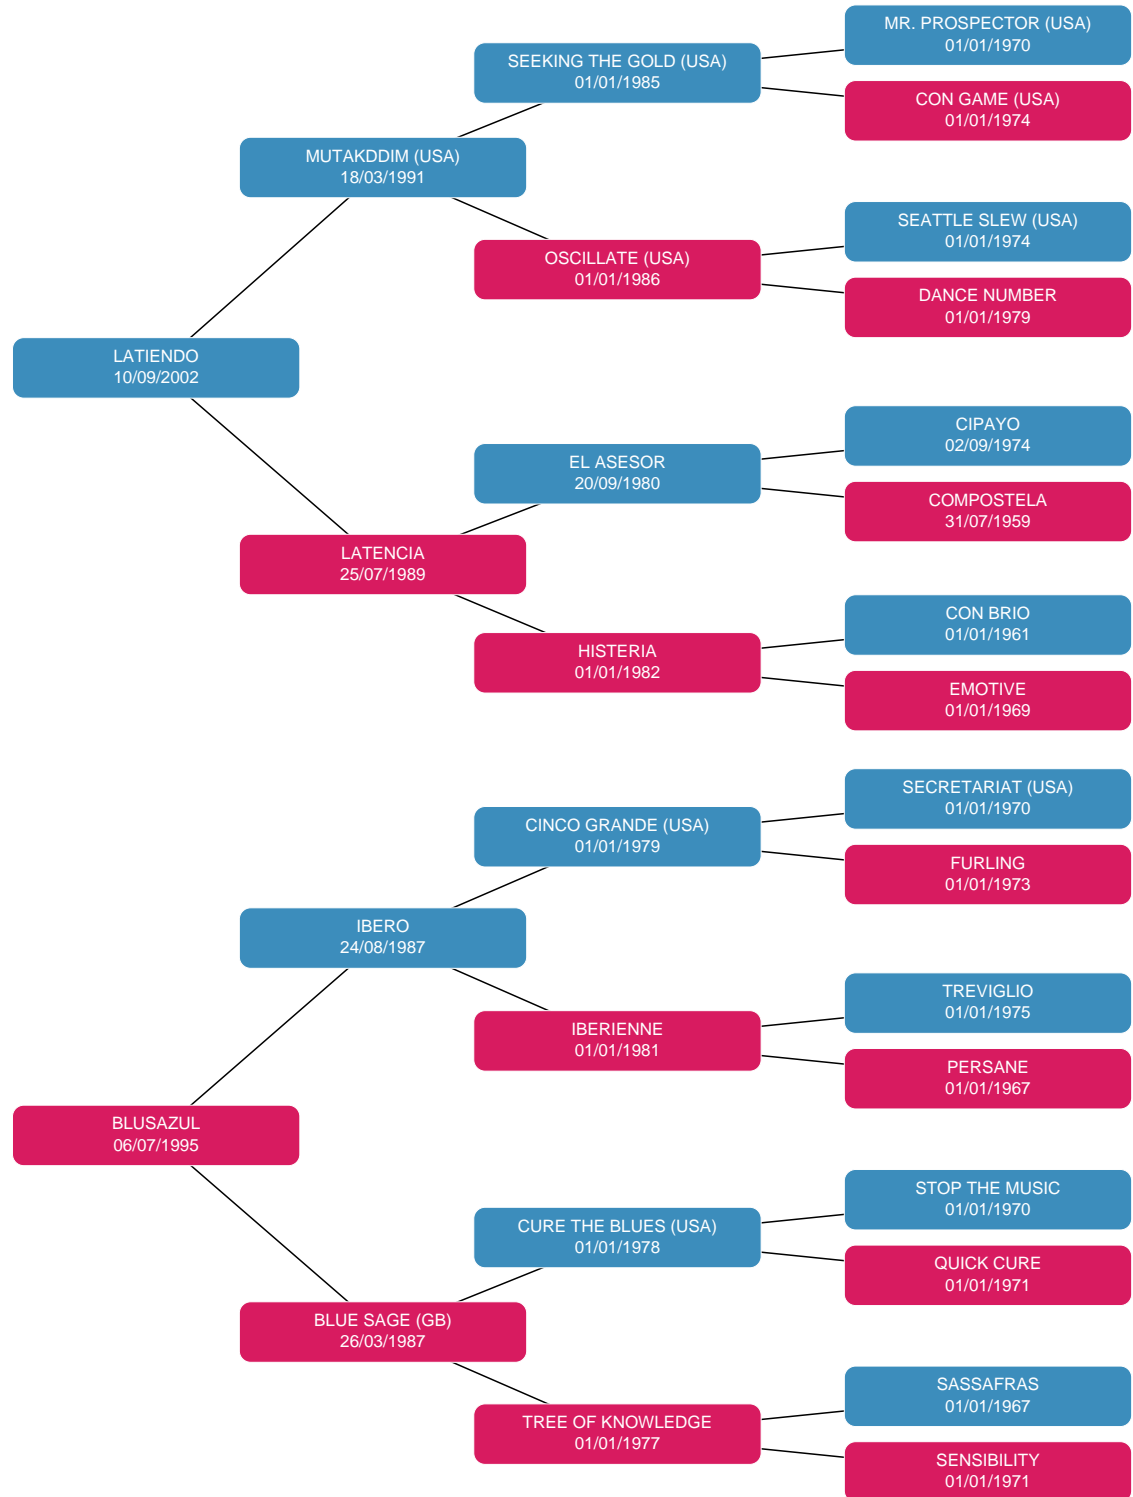 MR. PROSPECTOR (USA)
01/01/1970
SEEKING THE GOLD (USA)
01/01/1985
CON GAME (USA)
01/01/1974
MUTAKDDIM (USA)
18/03/1991
SEATTLE SLEW (USA)
01/01/1974
OSCILLATE (USA)
01/01/1986
DANCE NUMBER
01/01/1979
LATIENDO
10/09/2002
CIPAYO
02/09/1974
EL ASESOR
20/09/1980
COMPOSTELA
31/07/1959
LATENCIA
25/07/1989
CON BRIO
01/01/1961
HISTERIA
01/01/1982
EMOTIVE
01/01/1969
SECRETARIAT (USA)
01/01/1970
CINCO GRANDE (USA)
01/01/1979
FURLING
01/01/1973
IBERO
24/08/1987
TREVIGLIO
01/01/1975
IBERIENNE
01/01/1981
PERSANE
01/01/1967
BLUSAZUL
06/07/1995
STOP THE MUSIC
01/01/1970
CURE THE BLUES (USA)
01/01/1978
QUICK CURE
01/01/1971
BLUE SAGE (GB)
26/03/1987
SASSAFRAS
01/01/1967
TREE OF KNOWLEDGE
01/01/1977
SENSIBILITY
01/01/1971